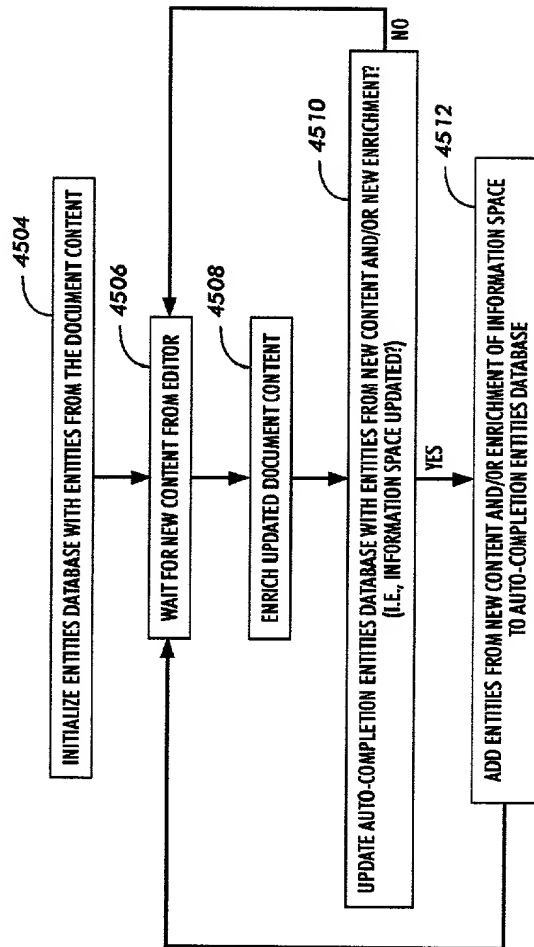 4504
INITIALIZE ENTITIES DATABASE WITH ENTITIES FROM THE DOCUMENT CONTENT
4506
WAIT FOR NEW CONTENT FROM EDITOR
4508
ENRICH UPDATED DOCUMENT CONTENT
4510
UPDATE AUTO-COMPLETION ENTITIES DATABASE WITH ENTITIES FROM NEW CONTENT AND/OR NEW ENRICHMENT?
(I.E., INFORMATION SPACE UPDATED?)
NO
YES
4512
ADD ENTITIES FROM NEW CONTENT AND/OR ENRICHMENT OF INFORMATION SPACE
TO AUTO-COMPLETION ENTITIES DATABASE